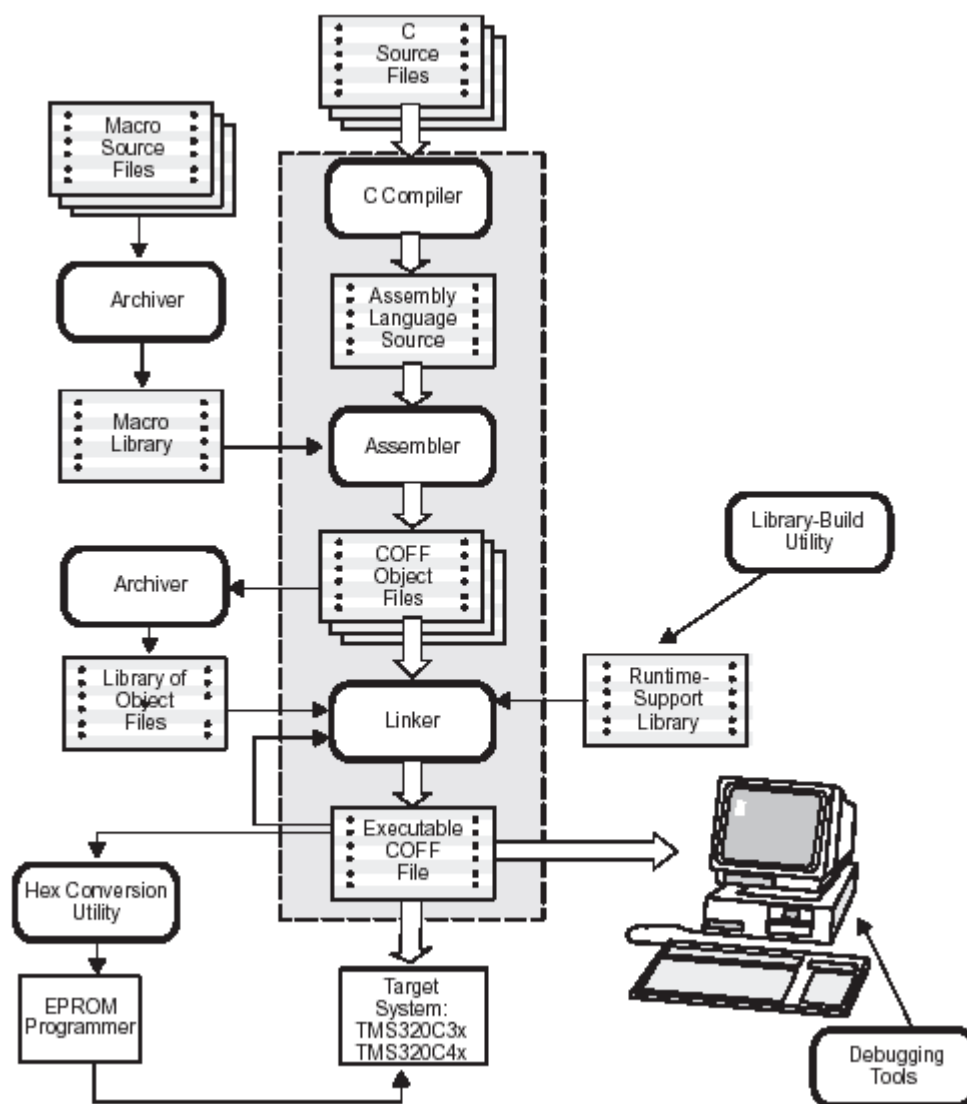 C
Source
Files
Macro
Source
Files
C Compiler
Archiver
Assembly
Language
Source
Macro
Library
Assembler
Library-Build
Utility
Archiver
COFF
Object
Files
Library of
Object
Files
Linker
Runtime-
Support
Library
Executable
COFF
File
Hex Conversion
Utility
EPROM
Programmer
Target
System:
TMS320C3x
TMS320C4x
Debugging
Tools